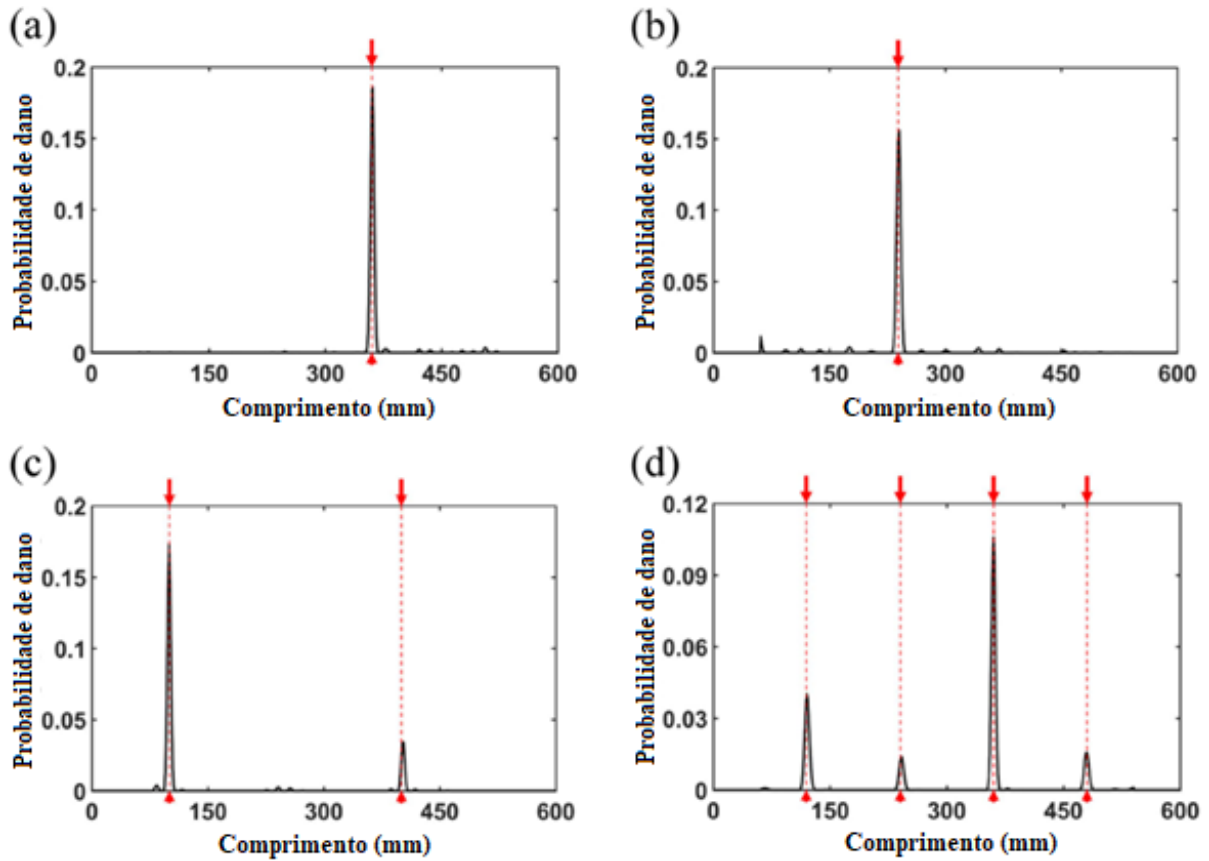 (a)
0.2
0.15
0.1
0.05
0
0 150 300 450 600
Probabilidade de dano
Comprimento (mm)
(b)
0.2
0.15
0.1
0.05
0
0 150 300 450 600
Probabilidade de dano
Comprimento (mm)
(c)
0.2
0.15
0.1
0.05
0
0 150 300 450 600
Probabilidade de dano
Comprimento (mm)
(d)
0.12
0.09
0.06
0.03
0
0 150 300 450 600
Probabilidade de dano
Comprimento (mm)